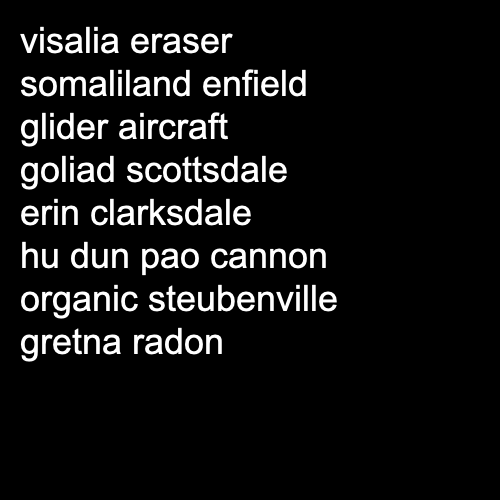 visalia eraser
somaliland enfield
glider aircraft
goliad scottsdale
erin clarksdale
hu dun pao cannon
organic steubenville
gretna radon